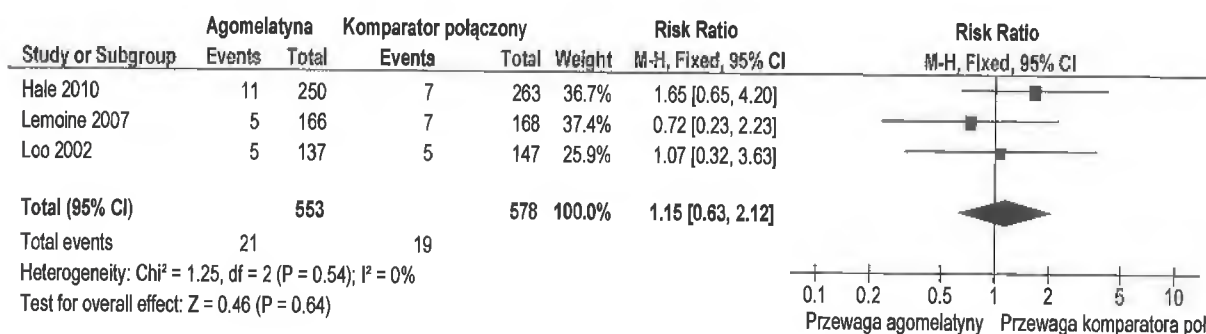 Agomelatyna Komparator połączony Risk Ratio Risk Ratio
Study or Subgroup Events Total Events Total Weight M-H, Fixed, 95% CI M-H, Fixed, 95% CI
Hale 2010 11 250 7 263 36.7% 1.65 [0.65, 4.20]
Lemoine 2007 5 166 7 168 37.4% 0.72 [0.23, 2.23]
Loo 2002 5 137 5 147 25.9% 1.07 [0.32, 3.63]
Total (95% CI) 553 578 100.0% 1.15 [0.63, 2.12]
Total events 21 19
Heterogeneity: Chi² = 1.25, df = 2 (P = 0.54); I² = 0%
Test for overall effect: Z = 0.46 (P = 0.64)
0.1 0.2 0.5 1 2 5 10
Przewaga agomelatyny Przewaga komparatora poł